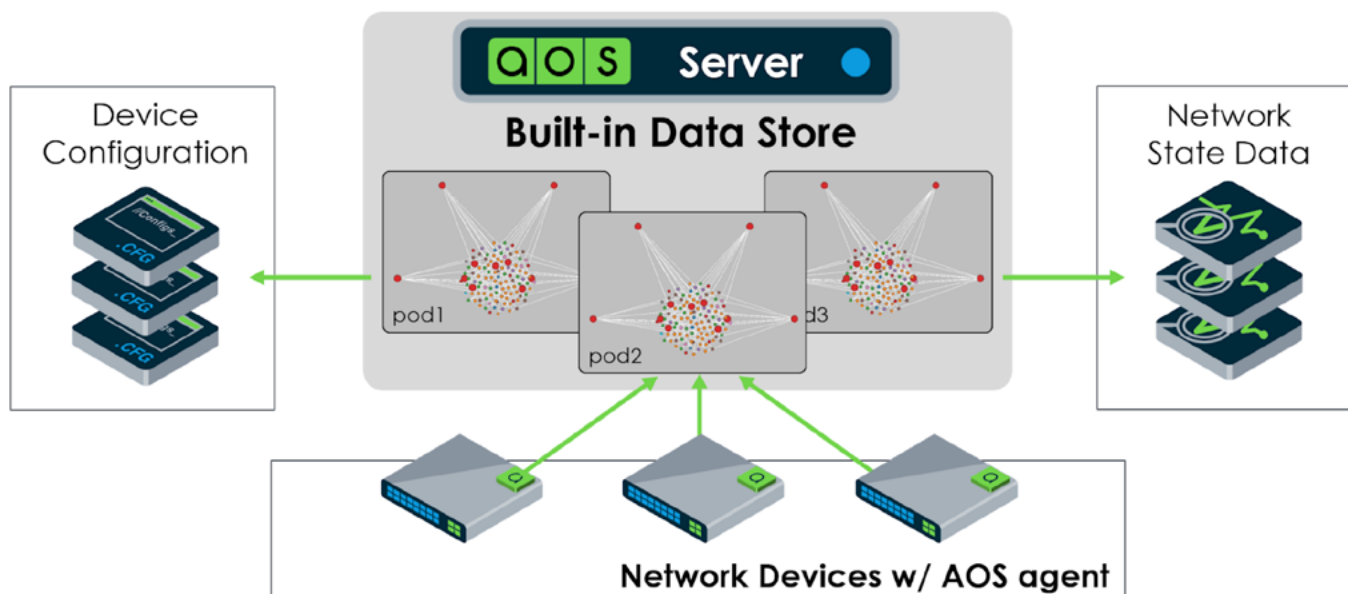 aos Server
Built-in Data Store
Device
Configuration
//Configs_
.CFG
.CFG
.CFG
pod1
pod2
d3
Network
State Data
Network Devices w/ AOS agent